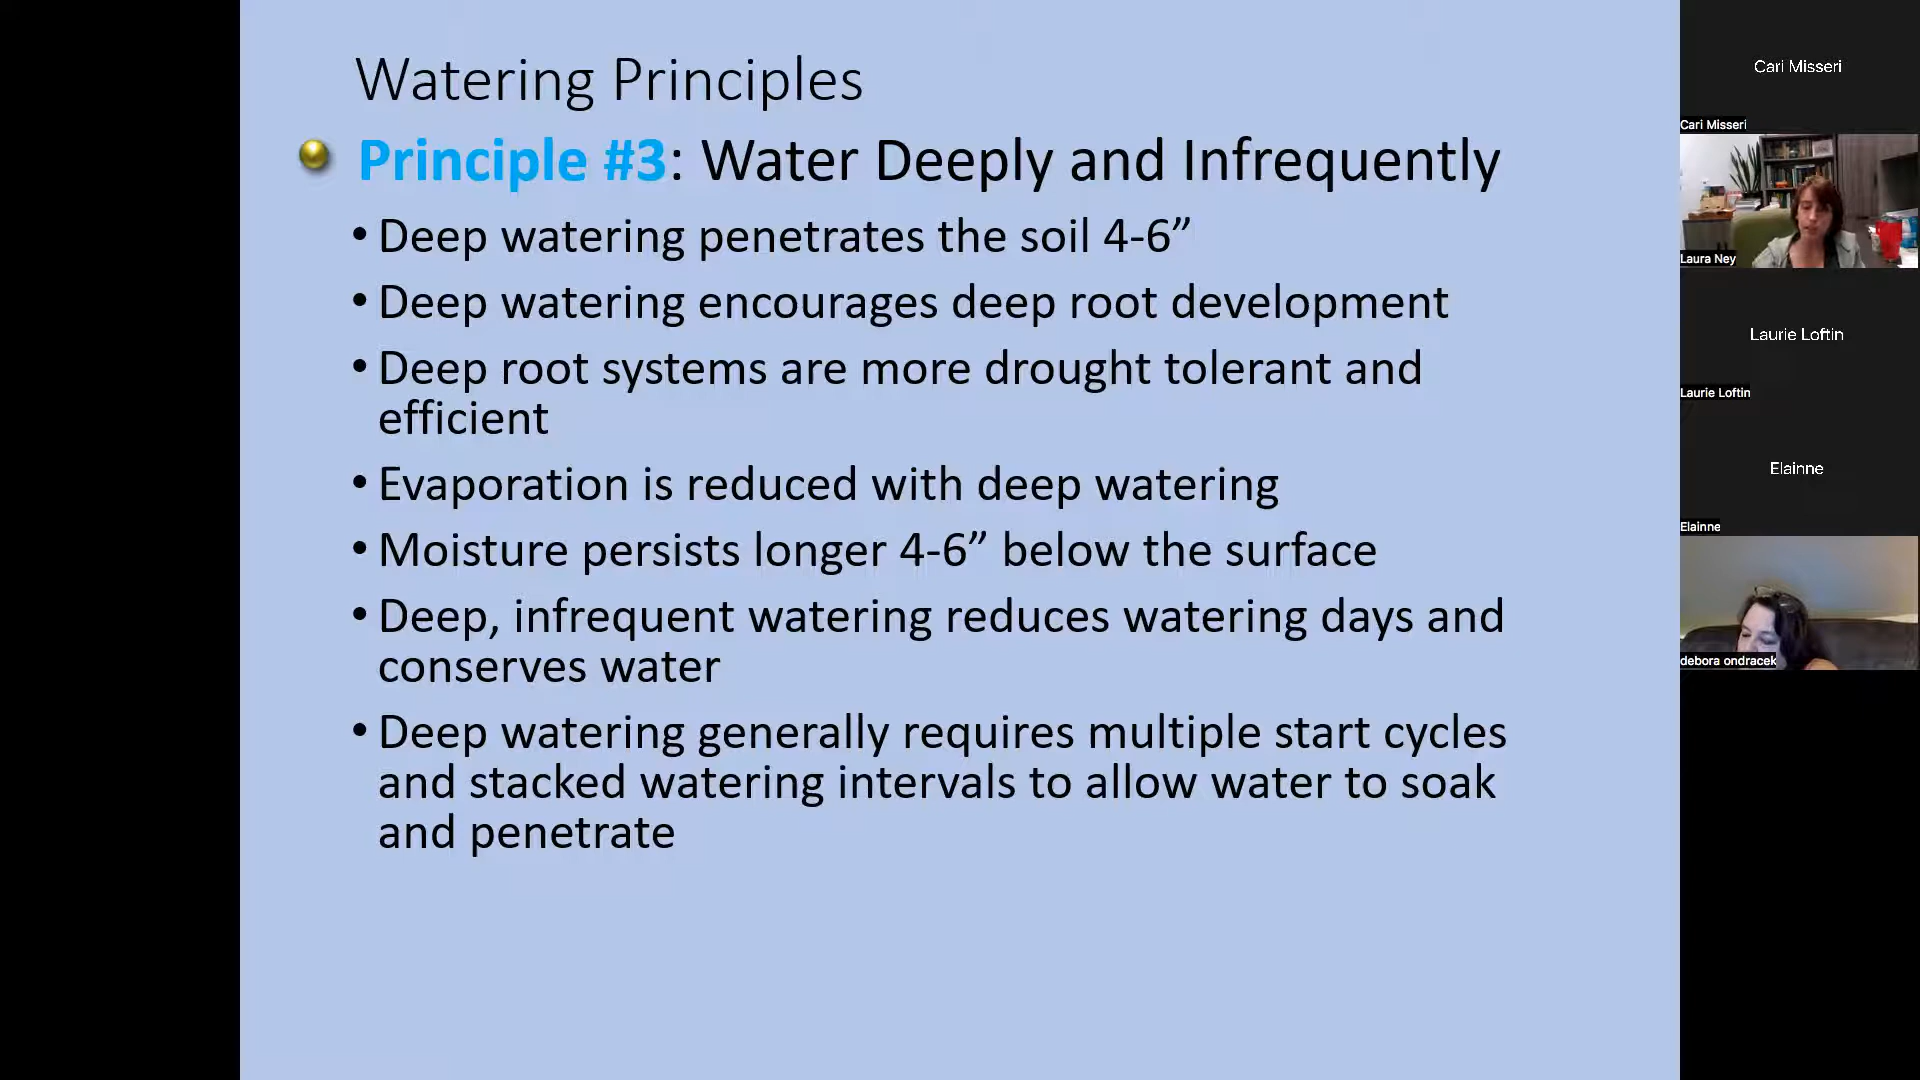 Watering Principles
Principle #3: Water Deeply and Infrequently
• Deep watering penetrates the soil 4-6”
• Deep watering encourages deep root development
• Deep root systems are more drought tolerant and
efficient
• Evaporation is reduced with deep watering
• Moisture persists longer 4-6” below the surface
• Deep, infrequent watering reduces watering days and
conserves water
• Deep watering generally requires multiple start cycles
and stacked watering intervals to allow water to soak
and penetrate
Cari Misseri
Cari Misseri
Laura Ney
Laurie Loftin
Laurie Loftin
Elainne
Elainne
debora ondracek